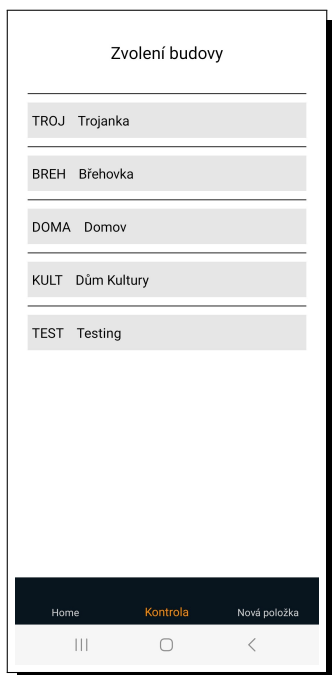 Zvolení budovy
TROJ Trojanka
BREH Břehovka
DOMA Domov
KULT Dům Kultury
TEST Testing
Home Kontrola Nová položka